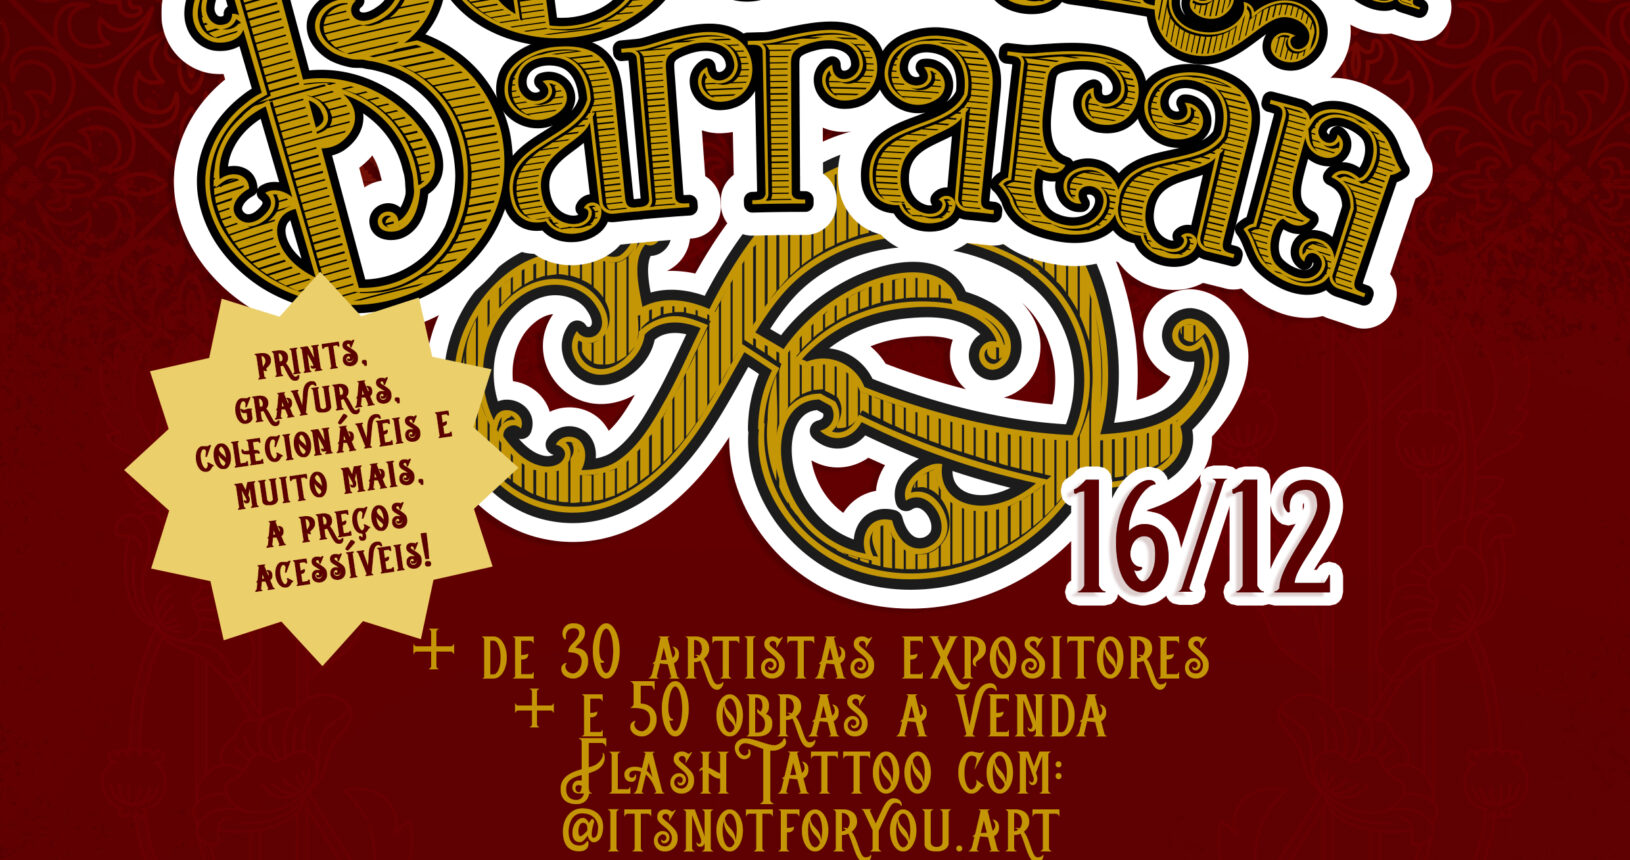 Barracão
PRINTS,
GRAVURAS,
COLECIONÁVEIS E
MUITO MAIS,
A PREÇOS
ACESSÍVEIS!
16/12
+ DE 30 ARTISTAS EXPOSITORES
+ E 50 OBRAS A VENDA
FLASH TATTOO COM:
@ITSNOTFORYOU.ART